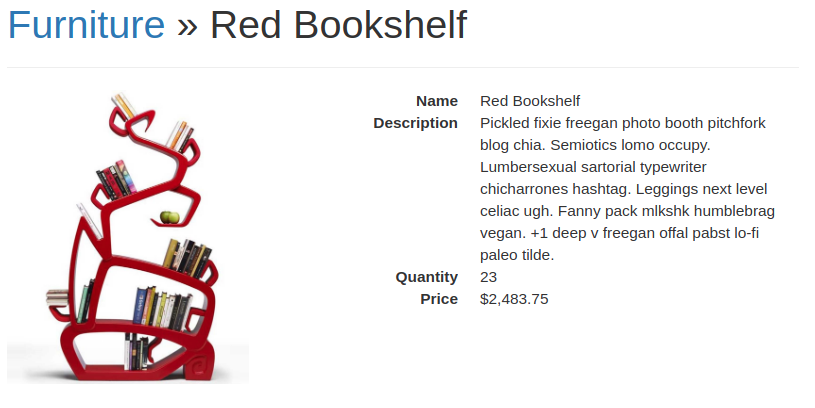 Furniture » Red Bookshelf
Name Red Bookshelf
Description Pickled fixie freegan photo booth pitchfork
blog chia. Semiotics lomo occupy.
Lumbersexual sartorial typewriter
chicharrones hashtag. Leggings next level
celiac ugh. Fanny pack mlkshk humblebrag
vegan. +1 deep v freegan offal pabst lo-fi
paleo tilde.
Quantity 23
Price $2,483.75